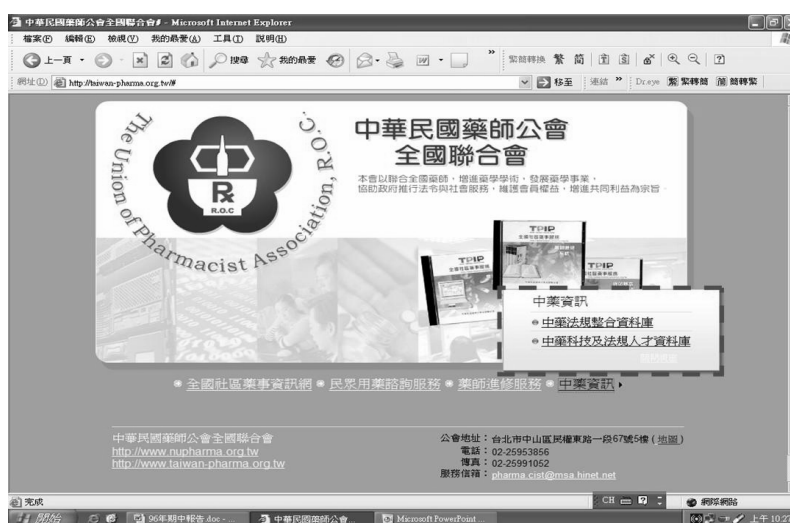 中華民國藥師公會全國聯合會# - Microsoft Internet Explorer
檔案(F) 編輯(E) 檢視(V) 我的最愛(A) 工具(T) 說明(H)
上一頁 搜尋 我的最愛 繁簡轉換 繁 简
網址(D) http://taiwan-pharma.org.tw/# 移至 連結 Dr.eye 繁 繁轉簡 簡 簡轉繁
The Union of Pharmacist Association, R.O.C.
Rx
R.O.C
中華民國藥師公會
全國聯合會
本會以聯合全國藥師，增進藥學學術，發展藥學事業，
協助政府推行法令與社會服務，維護會員權益，增進共同利益為宗旨。
TPIP
TPIP
TPIP
中藥資訊
中藥法規整合資料庫
中藥科技及法規人才資料庫
全國社區藥事資訊網 民眾用藥諮詢服務 藥師進修服務 中藥資訊
中華民國藥師公會全國聯合會
http://www.nupharma.org.tw
http://www.taiwan-pharma.org.tw
公會地址：台北市中山區民權東路一段67號5樓 ( 地圖 )
電話：02-25953856
傳真：02-25991052
服務信箱：pharma.cist@msa.hinet.net
完成 CH 網際網路
開始 96年期中報告.doc - ... 中華民國藥師公會... Microsoft PowerPoint ... 上午 10:27